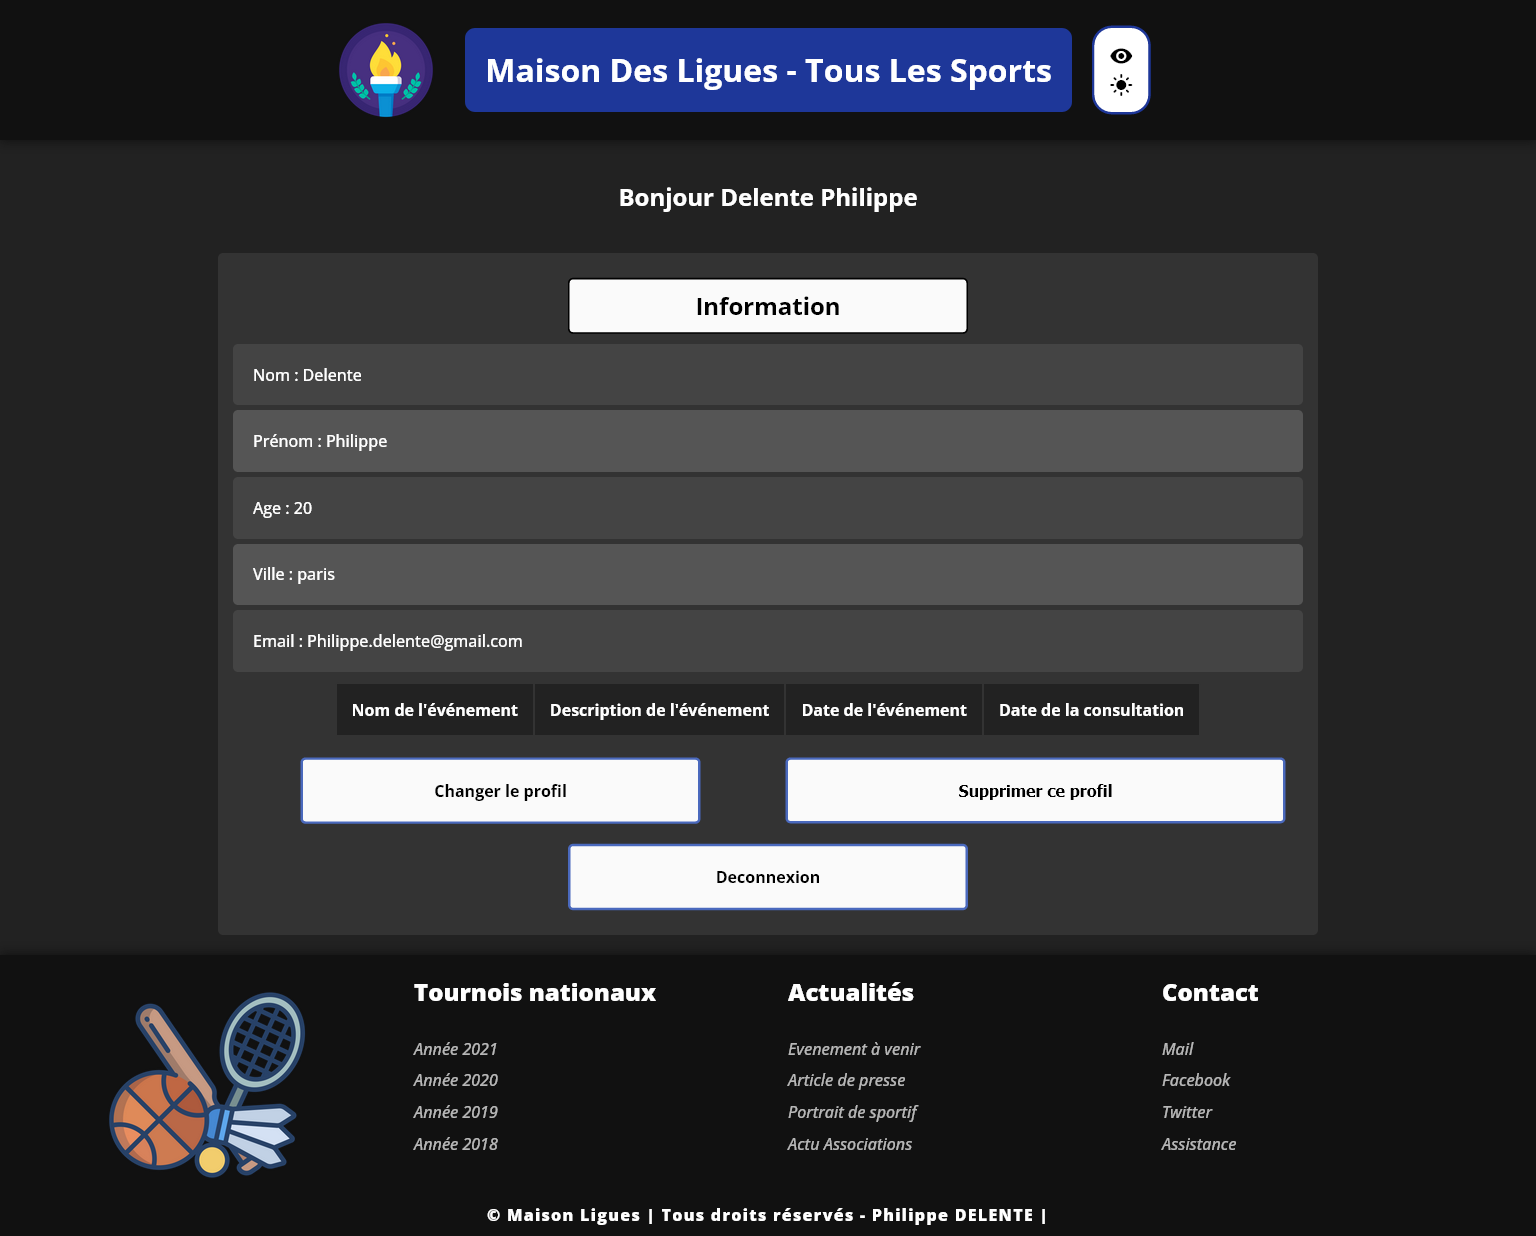 Maison Des Ligues - Tous Les Sports
Bonjour Delente Philippe
Information
Nom : Delente
Prénom : Philippe
Age : 20
Ville : paris
Email : Philippe.delente@gmail.com
Nom de l'événement Description de l'événement Date de l'événement Date de la consultation
Changer le profil Supprimer ce profil
Deconnexion
Tournois nationaux Actualités Contact
Année 2021 Evenement à venir Mail
Année 2020 Article de presse Facebook
Année 2019 Portrait de sportif Twitter
Année 2018 Actu Associations Assistance
© Maison Ligues | Tous droits réservés - Philippe DELENTE |